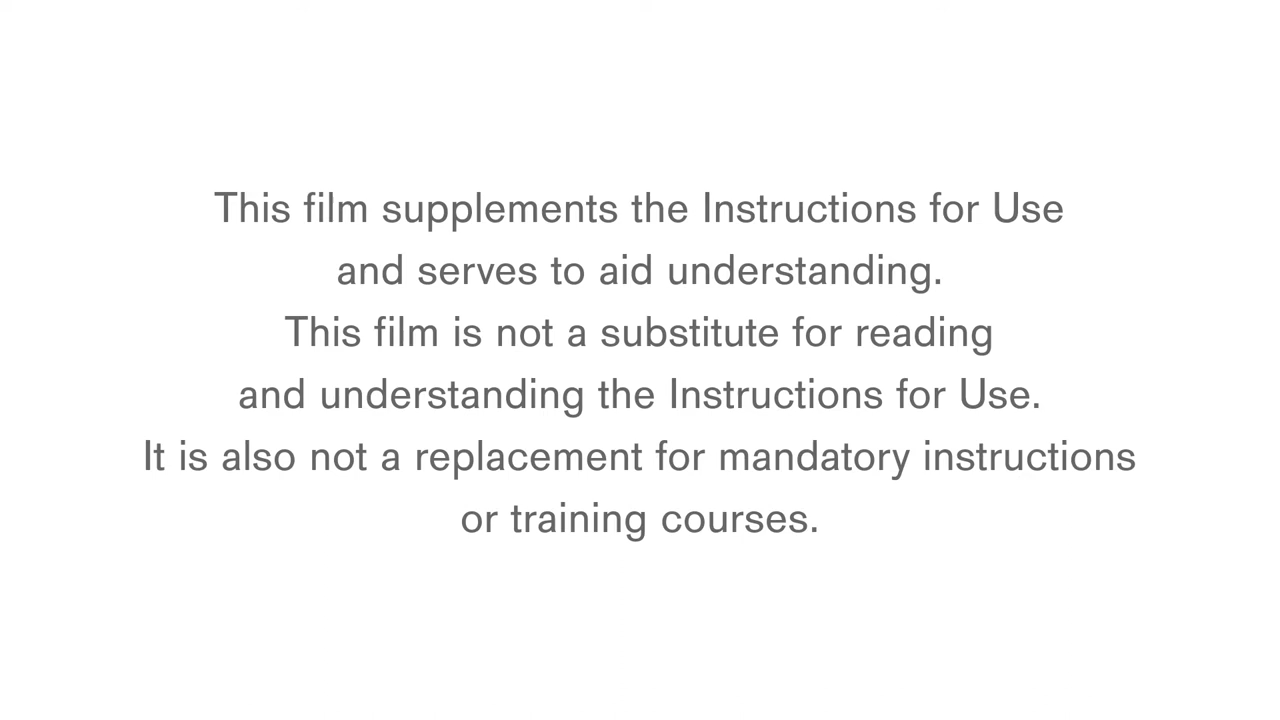 This film supplements the Instructions for Use
and serves to aid understanding.
This film is not a substitute for reading
and understanding the Instructions for Use.
It is also not a replacement for mandatory instructions
or training courses.